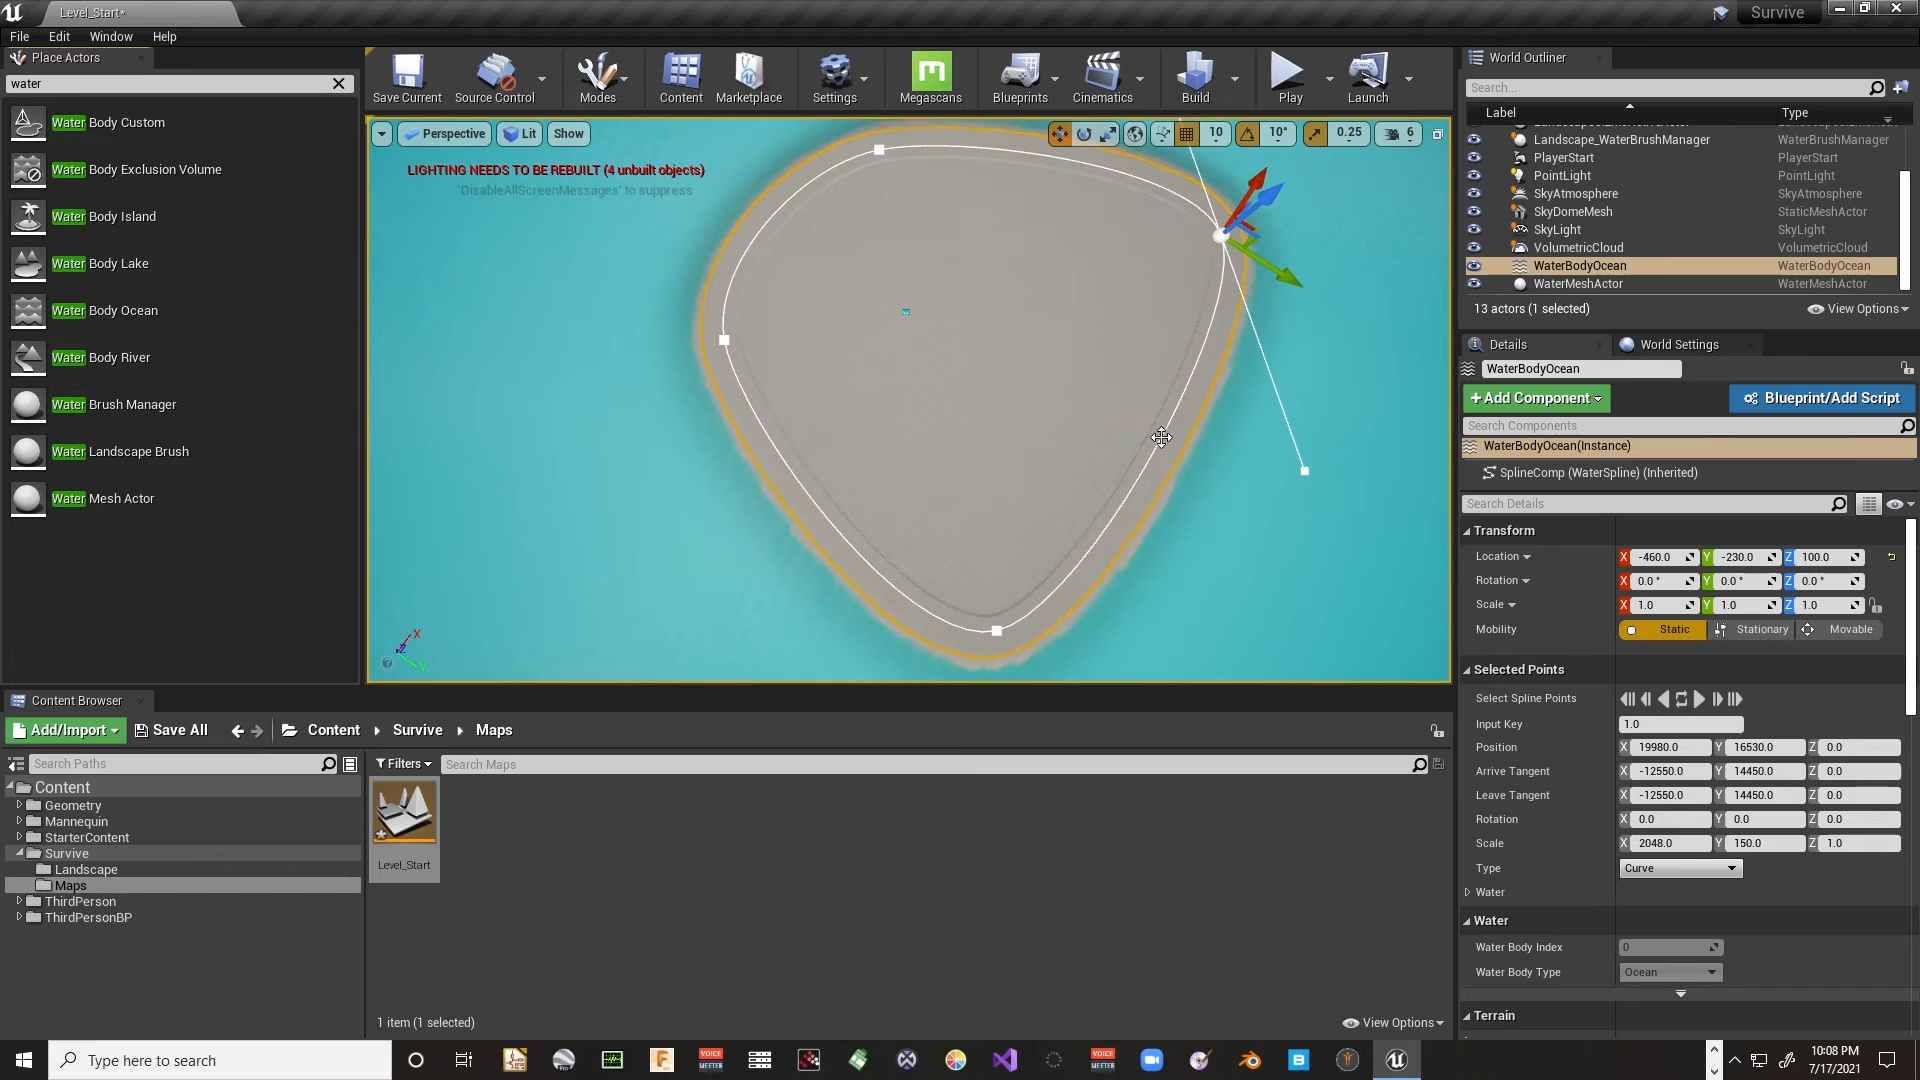 Level_Start*
Survive
File Edit Window Help
Place Actors
water
Water Body Custom
Water Body Exclusion Volume
Water Body Island
Water Body Lake
Water Body Ocean
Water Body River
Water Brush Manager
Water Landscape Brush
Water Mesh Actor
Save Current Source Control Modes Content Marketplace Settings Megascans Blueprints Cinematics Build Play Launch
Perspective Lit Show 10 10° 0.25 6
LIGHTING NEEDS TO BE REBUILT (4 unbuilt objects)
'DisableAllScreenMessages' to suppress
X
Z
Y
World Outliner
Search...
Label Type
Landscape_WaterBrushManager WaterBrushManager
PlayerStart PlayerStart
PointLight PointLight
SkyAtmosphere SkyAtmosphere
SkyDomeMesh StaticMeshActor
SkyLight SkyLight
VolumetricCloud VolumetricCloud
WaterBodyOcean WaterBodyOcean
WaterMeshActor WaterMeshActor
13 actors (1 selected) View Options
Details World Settings
WaterBodyOcean
+Add Component Blueprint/Add Script
Search Components
WaterBodyOcean(Instance)
SplineComp (WaterSpline) (Inherited)
Search Details
Transform
Location X -460.0 Y -230.0 Z 100.0
Rotation X 0.0 ° Y 0.0 ° Z 0.0 °
Scale X 1.0 Y 1.0 Z 1.0
Mobility Static Stationary Movable
Selected Points
Select Spline Points
Input Key 1.0
Position X 19980.0 Y 16530.0 Z 0.0
Arrive Tangent X -12550.0 Y 14450.0 Z 0.0
Leave Tangent X -12550.0 Y 14450.0 Z 0.0
Rotation X 0.0 Y 0.0 Z 0.0
Scale X 2048.0 Y 150.0 Z 1.0
Type Curve
Water
Water
Water Body Index 0
Water Body Type Ocean
Terrain
Content Browser
Add/Import Save All Content Survive Maps
Search Paths
Filters Search Maps
Content
Geometry
Mannequin
StarterContent
Survive
Landscape
Maps
ThirdPerson
ThirdPersonBP
Level_Start
1 item (1 selected) View Options
Type here to search
VOICE MEETER
VOICE MEETER
10:08 PM
7/17/2021